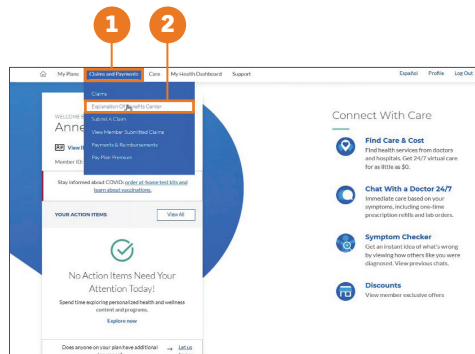 1
2
My Plans
Claims and Payments
Care
My Health Dashboard
Support
Español
Profile
Log Out
Claims
Explanation Of Benefits Center
Submit A Claim
View Member Submitted Claims
Payments & Reimbursements
Pay Plan Premium
WELCOME
Anne
View
Member ID:
Stay informed about COVID: order at-home test kits and
learn about vaccinations.
YOUR ACTION ITEMS
View All
No Action Items Need Your
Attention Today!
Spend time exploring personalized health and wellness
content and programs.
Explore now
Does anyone on your plan have additional
→ Let us
Connect With Care
Find Care & Cost
Find health services from doctors
and hospitals. Get 24/7 virtual care
for as little as $0.
Chat With a Doctor 24/7
Immediate care based on your
symptoms, including one-time
prescription refills and lab orders.
Symptom Checker
Get an instant idea of what's wrong
by viewing how others like you were
diagnosed. View previous chats.
Discounts
View member exclusive offers